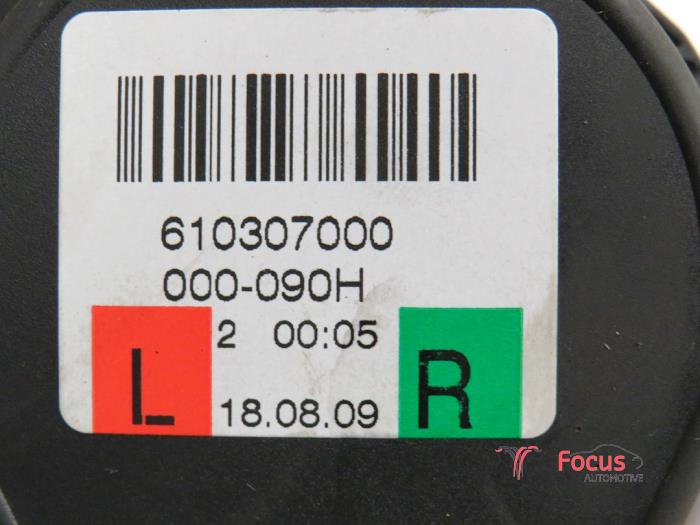 610307000
000-090H
2 00:05
L
R
18.08.09
Focus
AUTOMOTIVE